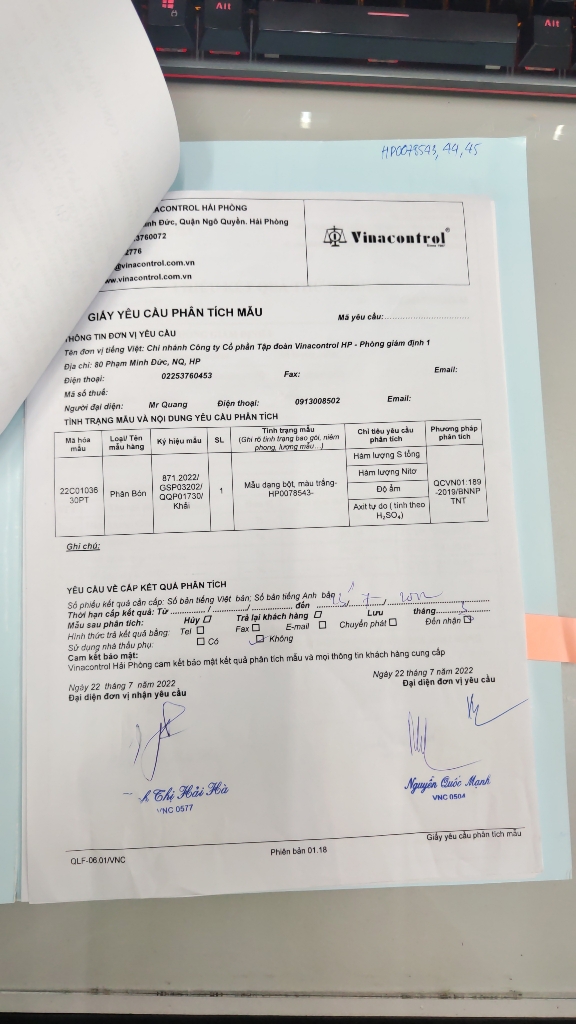 Alt
Alt
HP0078543, 44, 45
ACONTROL HẢI PHÒNG
Đức, Quận Ngô Quyền. Hải Phòng
3760072
2776
@vinacontrol.com.vn
www.vinacontrol.com.vn
Vinacontrol®
GIẤY YÊU CẦU PHÂN TÍCH MẪU
Mã yêu cầu:
THÔNG TIN ĐƠN VỊ YÊU CẦU
Tên đơn vị tiếng Việt: Chi nhánh Công ty Cổ phần Tập đoàn Vinacontrol HP - Phòng giám định 1
Địa chỉ: 80 Phạm Minh Đức, NQ, HP
Điện thoại: 02253760453 Fax: Email:
Mã số thuế:
Người đại diện: Mr Quang Điện thoại: 0913008502 Email:
TÌNH TRẠNG MẪU VÀ NỘI DUNG YÊU CẦU PHÂN TÍCH
Mã hóa mẫu
Loại/ Tên mẫu hàng
Ký hiệu mẫu
SL
Tình trạng mẫu
(Ghi rõ tình trạng bao gói, niêm phong, lượng mẫu...)
Chỉ tiêu yêu cầu phân tích
Phương pháp phân tích
22C01036
30PT
Phân Bón
871.2022/
GSP03202/
QQP01730/
Khải
1
Mẫu dạng bột, màu trắng-
HP0078543-
Hàm lượng S tổng
Hàm lượng Nitơ
Độ ẩm
Axit tự do ( tính theo H₂SO₄)
QCVN01:189
-2019/BNNP
TNT
Ghi chú:
YÊU CẦU VỀ CẤP KẾT QUẢ PHÂN TÍCH
Số phiếu kết quả cần cấp: Số bản tiếng Việt bản; Số bản tiếng Anh bản
Thời hạn cấp kết quả: Từ / / đến
Mẫu sau phân tích: Hủy ☐ Trả lại khách hàng ☐ Lưu tháng
Hình thức trả kết quả bằng: Tel ☐ Fax ☐ E-mail ☐ Chuyển phát ☐ Đến nhận ☑
Sử dụng nhà thầu phụ: ☐ Có ☑ Không
Cam kết bảo mật:
Vinacontrol Hải Phòng cam kết bảo mật kết quả phân tích mẫu và mọi thông tin khách hàng cung cấp
Ngày 22 tháng 7 năm 2022
Đại diện đơn vị nhận yêu cầu
Ngày 22 tháng 7 năm 2022
Đại diện đơn vị yêu cầu
Thị Hải Hà
VNC 0577
Nguyễn Quốc Mạnh
VNC 0504
QLF-06.01/VNC
Phiên bản 01.18
Giấy yêu cầu phân tích mẫu